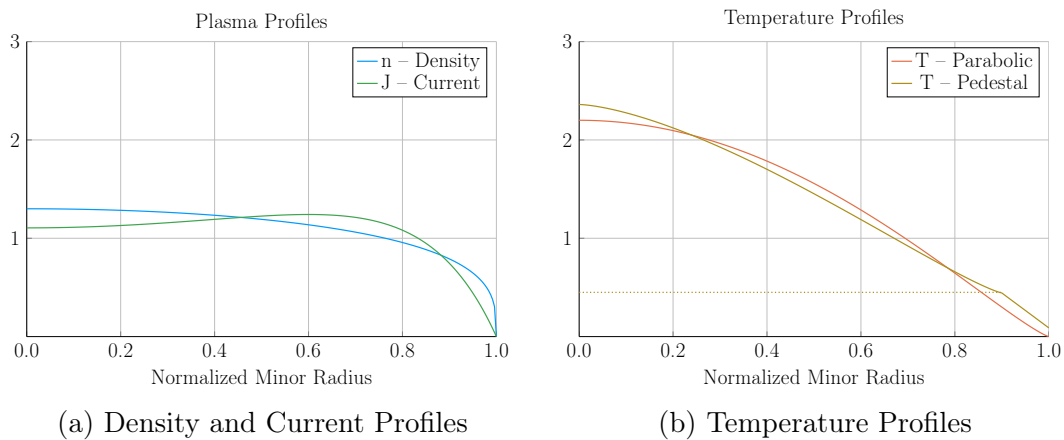 Plasma Profiles
3
2
1
n – Density
J – Current
0.0 0.2 0.4 0.6 0.8 1.0
Normalized Minor Radius
(a) Density and Current Profiles
Temperature Profiles
3
2
1
T – Parabolic
T – Pedestal
0.0 0.2 0.4 0.6 0.8 1.0
Normalized Minor Radius
(b) Temperature Profiles